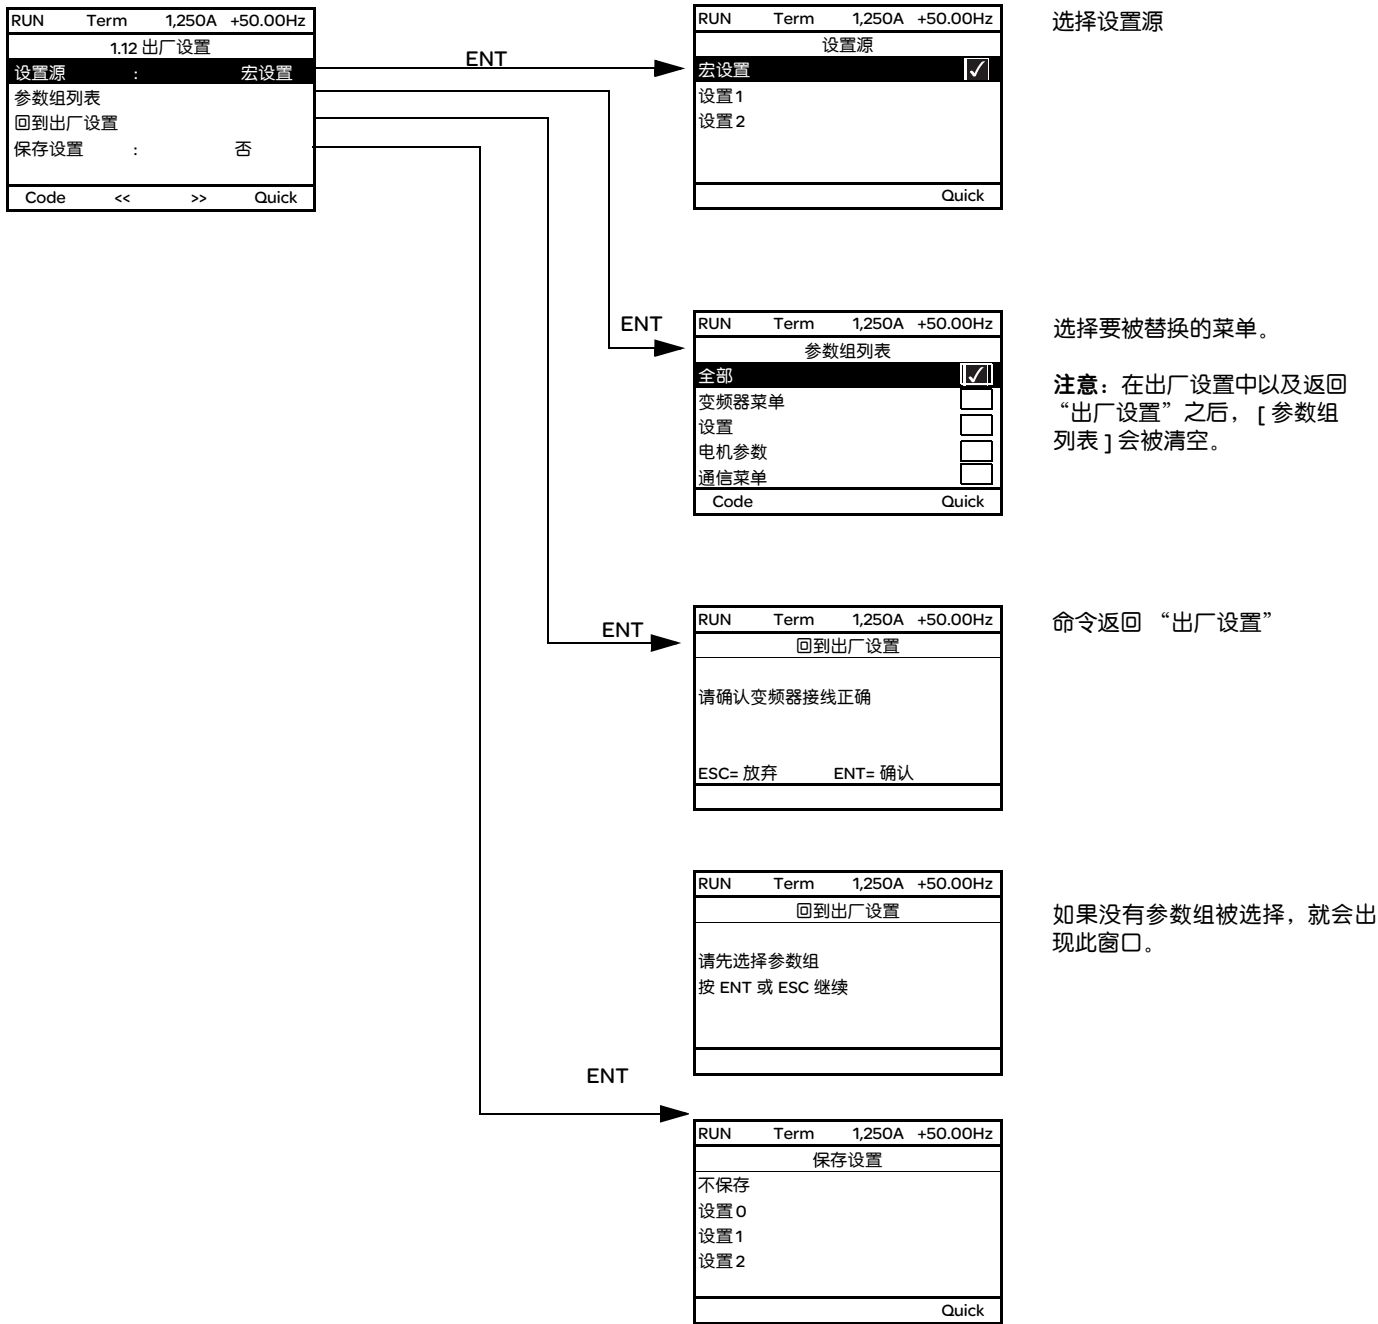 RUN Term 1,250A +50.00Hz
1.12 出厂设置
设置源 : 宏设置
参数组列表
回到出厂设置
保存设置 : 否
Code << >> Quick
ENT
RUN Term 1,250A +50.00Hz
设置源
宏设置 ✓
设置1
设置2
Quick
选择设置源
ENT
RUN Term 1,250A +50.00Hz
参数组列表
全部 ✓
变频器菜单
设置
电机参数
通信菜单
Code Quick
选择要被替换的菜单。
注意：在出厂设置中以及返回
“出厂设置”之后，[ 参数组
列表 ] 会被清空。
ENT
RUN Term 1,250A +50.00Hz
回到出厂设置
请确认变频器接线正确
ESC= 放弃 ENT= 确认
命令返回 “出厂设置”
RUN Term 1,250A +50.00Hz
回到出厂设置
请先选择参数组
按 ENT 或 ESC 继续
如果没有参数组被选择，就会出
现此窗口。
ENT
RUN Term 1,250A +50.00Hz
保存设置
不保存
设置0
设置1
设置2
Quick